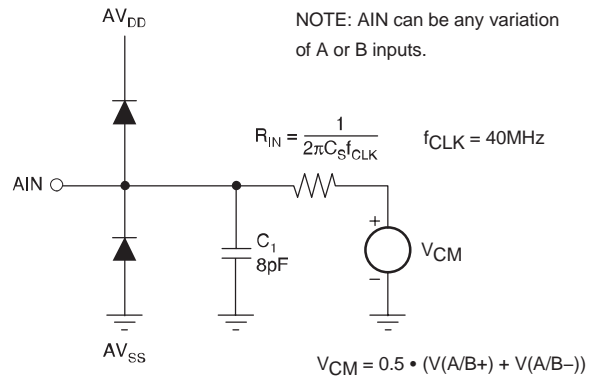 AVDD
NOTE: AIN can be any variation
of A or B inputs.
RIN = 1 / 2πCSfCLK
fCLK = 40MHz
AIN
C1
8pF
+
VCM
−
AVSS
VCM = 0.5 • (V(A/B+) + V(A/B−))